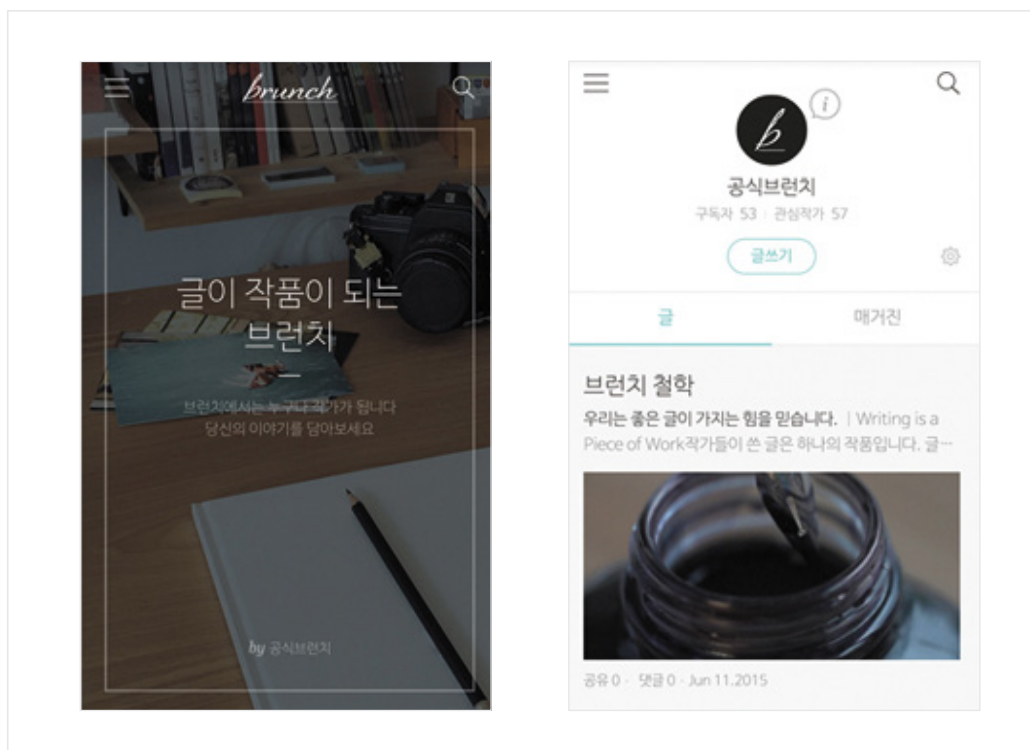 brunch
글이 작품이 되는
브런치
브런치에서는 누구나 작가가 됩니다
당신의 이야기를 담아보세요
by 공식브런치
b
i
공식브런치
구독자 53 | 관심작가 57
글쓰기
글
매거진
브런치 철학
우리는 좋은 글이 가지는 힘을 믿습니다. | Writing is a
Piece of Work작가들이 쓴 글은 하나의 작품입니다. 글…
공유 0 · 댓글 0 · Jun 11.2015